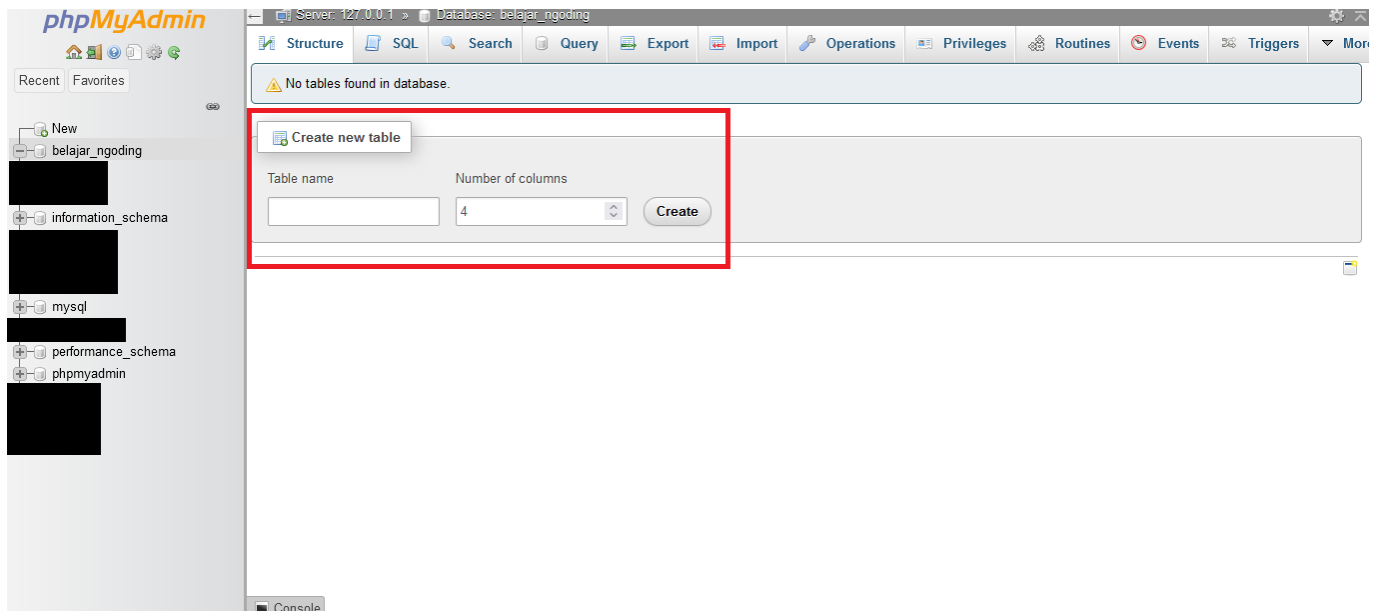 phpMyAdmin
Recent Favorites
New
belajar_ngoding
information_schema
mysql
performance_schema
phpmyadmin
Server: 127.0.0.1 » Database: belajar_ngoding
Structure SQL Search Query Export Import Operations Privileges Routines Events Triggers More
No tables found in database.
Create new table
Table name Number of columns
4 Create
Console